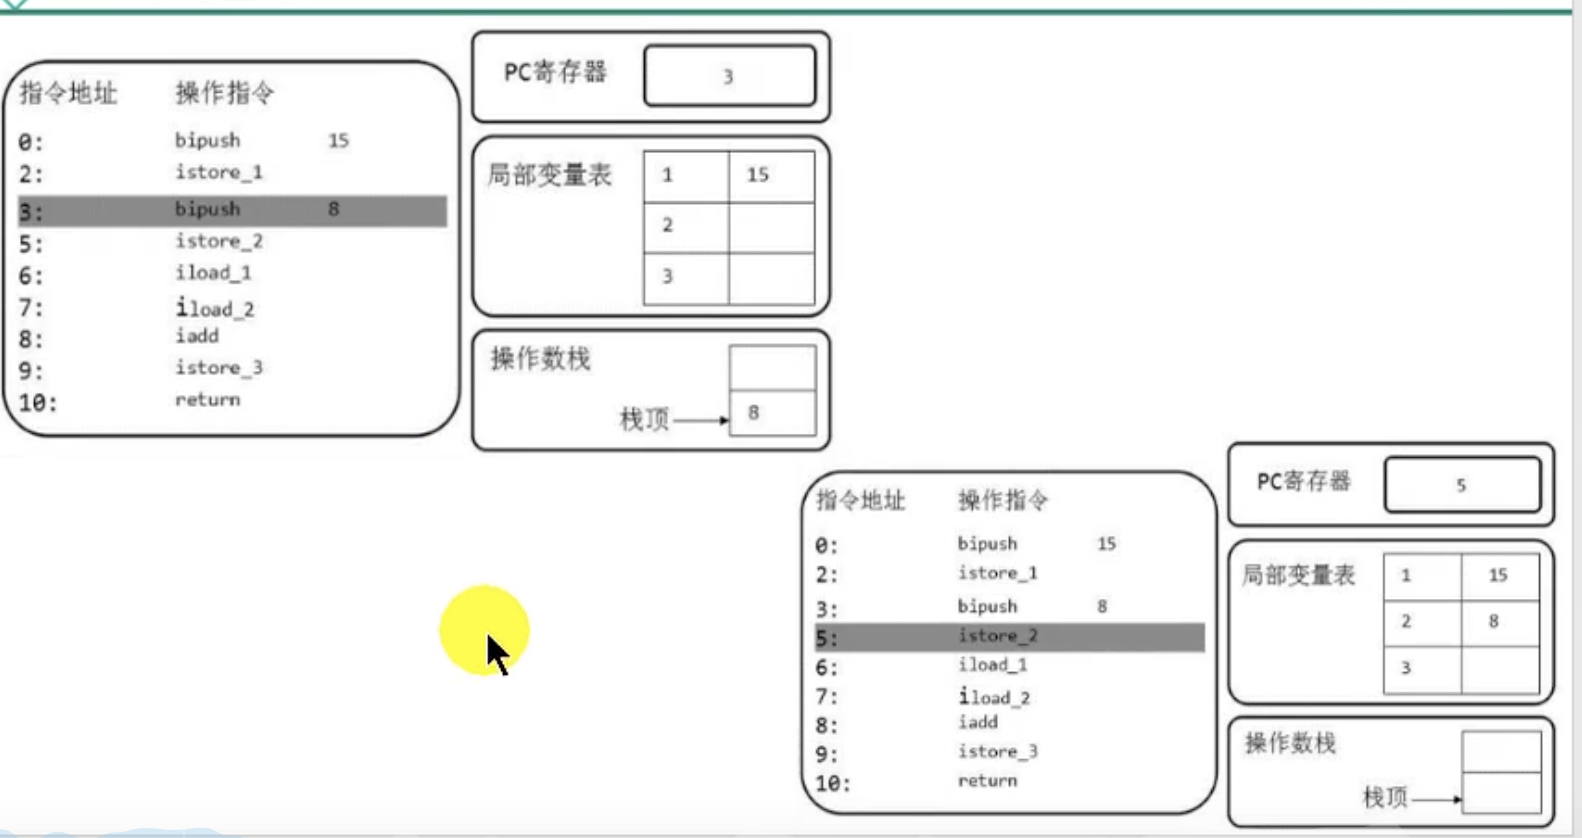 指令地址 操作指令
0: bipush 15
2: istore_1
3: bipush 8
5: istore_2
6: iload_1
7: iload_2
8: iadd
9: istore_3
10: return
PC寄存器 3
局部变量表 1 15
2
3
操作数栈
栈顶 8
指令地址 操作指令
0: bipush 15
2: istore_1
3: bipush 8
5: istore_2
6: iload_1
7: iload_2
8: iadd
9: istore_3
10: return
PC寄存器 5
局部变量表 1 15
2 8
3
操作数栈
栈顶